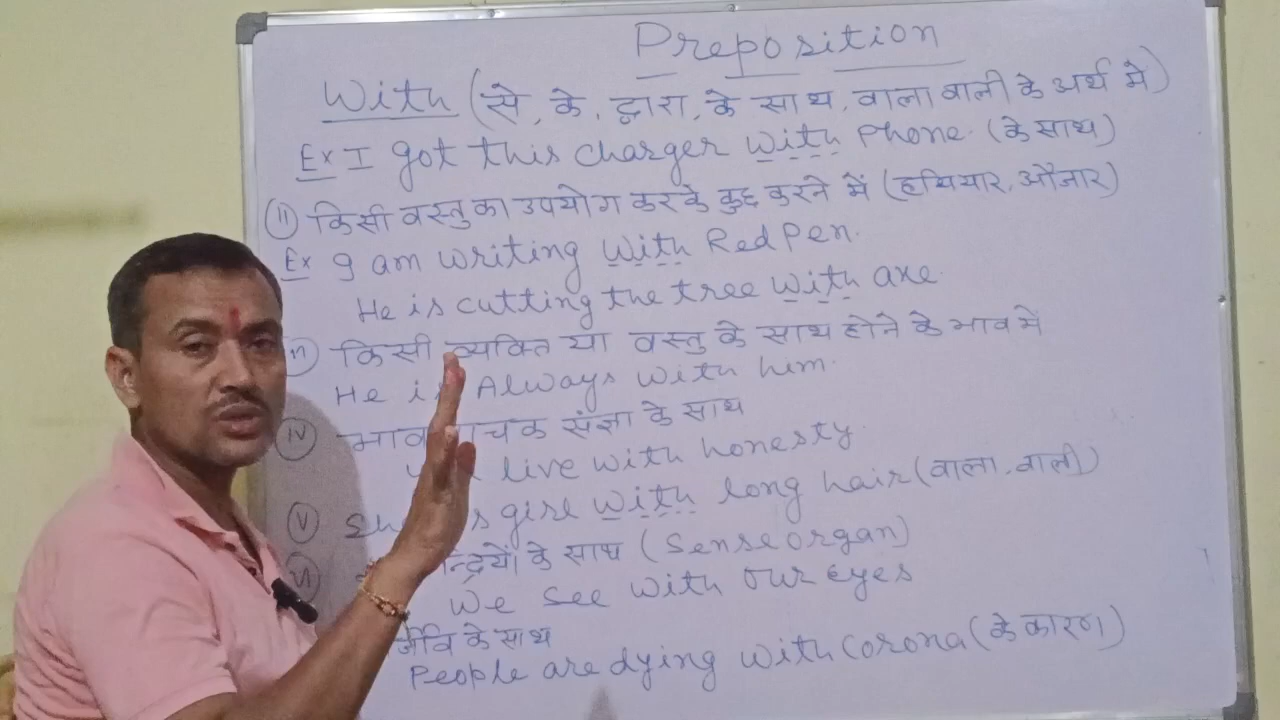 Preposition
With (से, के, द्वारा, के साथ, वाला वाली के अर्थ में)
Ex I got this charger with Phone. (के साथ)
(ii) किसी वस्तु का उपयोग करके कुछ करने में (हथियार, औजार)
Ex I am writing with Red Pen.
He is cutting the tree with axe.
किसी व्यक्ति या वस्तु के साथ होने के भाव में
He is Always with him.
(iv) संज्ञा के साथ
live with honesty.
(v) girl with long hair (वाला, वाली)
(vi) के साथ (Sense organ)
We see with our eyes
के साथ
People are dying with Corona (के कारण)